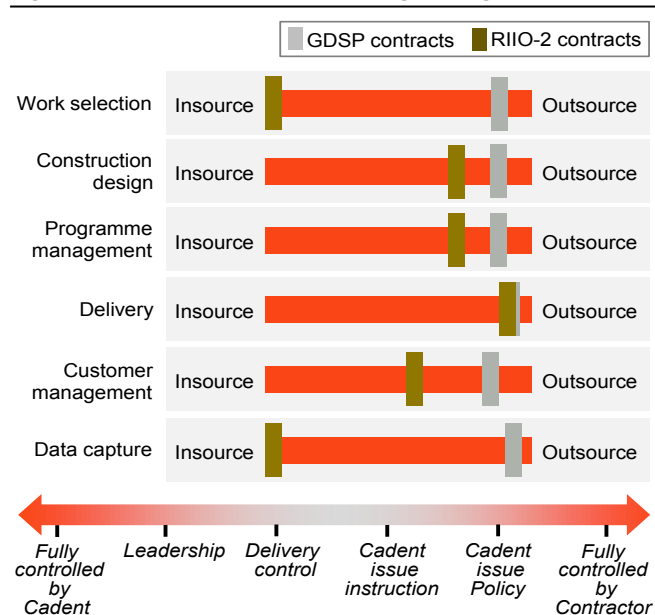 GDSP contracts RIIO-2 contracts
Work selection Insource Outsource
Construction
design Insource Outsource
Programme
management Insource Outsource
Delivery Insource Outsource
Customer
management Insource Outsource
Data capture Insource Outsource
Fully
controlled
by
Cadent
Leadership
Delivery
control
Cadent
issue
instruction
Cadent
issue
Policy
Fully
controlled
by
Contractor